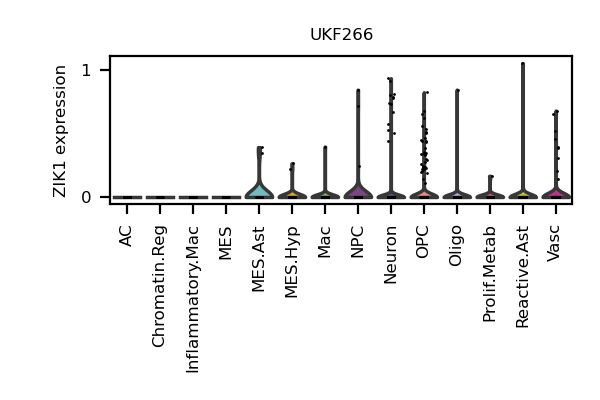 UKF266
ZIK1 expression
1
0
AC
Chromatin.Reg
Inflammatory.Mac
MES
MES.Ast
MES.Hyp
Mac
NPC
Neuron
OPC
Oligo
Prolif.Metab
Reactive.Ast
Vasc